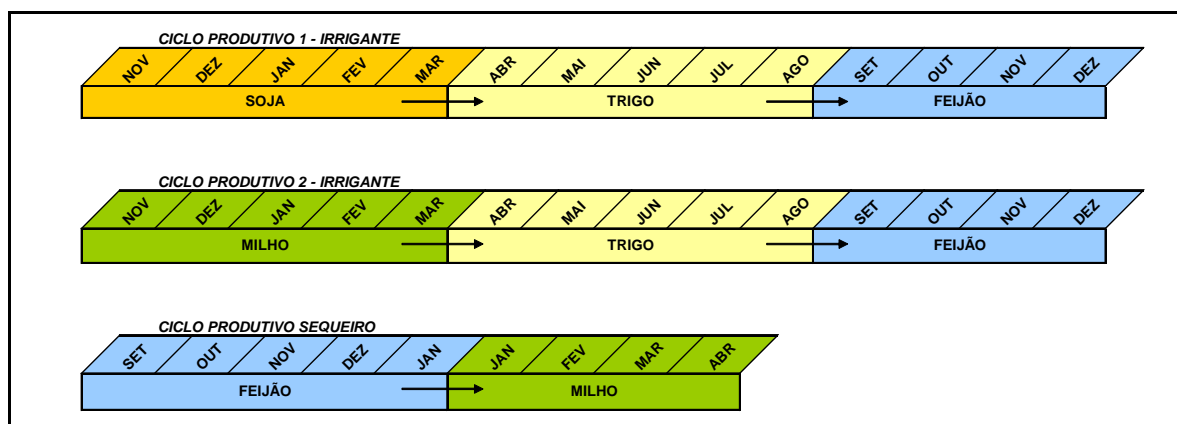 CICLO PRODUTIVO 1 - IRRIGANTE
NOV DEZ JAN FEV MAR ABR MAI JUN JUL AGO SET OUT NOV DEZ
SOJA TRIGO FEIJÃO
CICLO PRODUTIVO 2 - IRRIGANTE
NOV DEZ JAN FEV MAR ABR MAI JUN JUL AGO SET OUT NOV DEZ
MILHO TRIGO FEIJÃO
CICLO PRODUTIVO SEQUEIRO
SET OUT NOV DEZ JAN JAN FEV MAR ABR
FEIJÃO MILHO